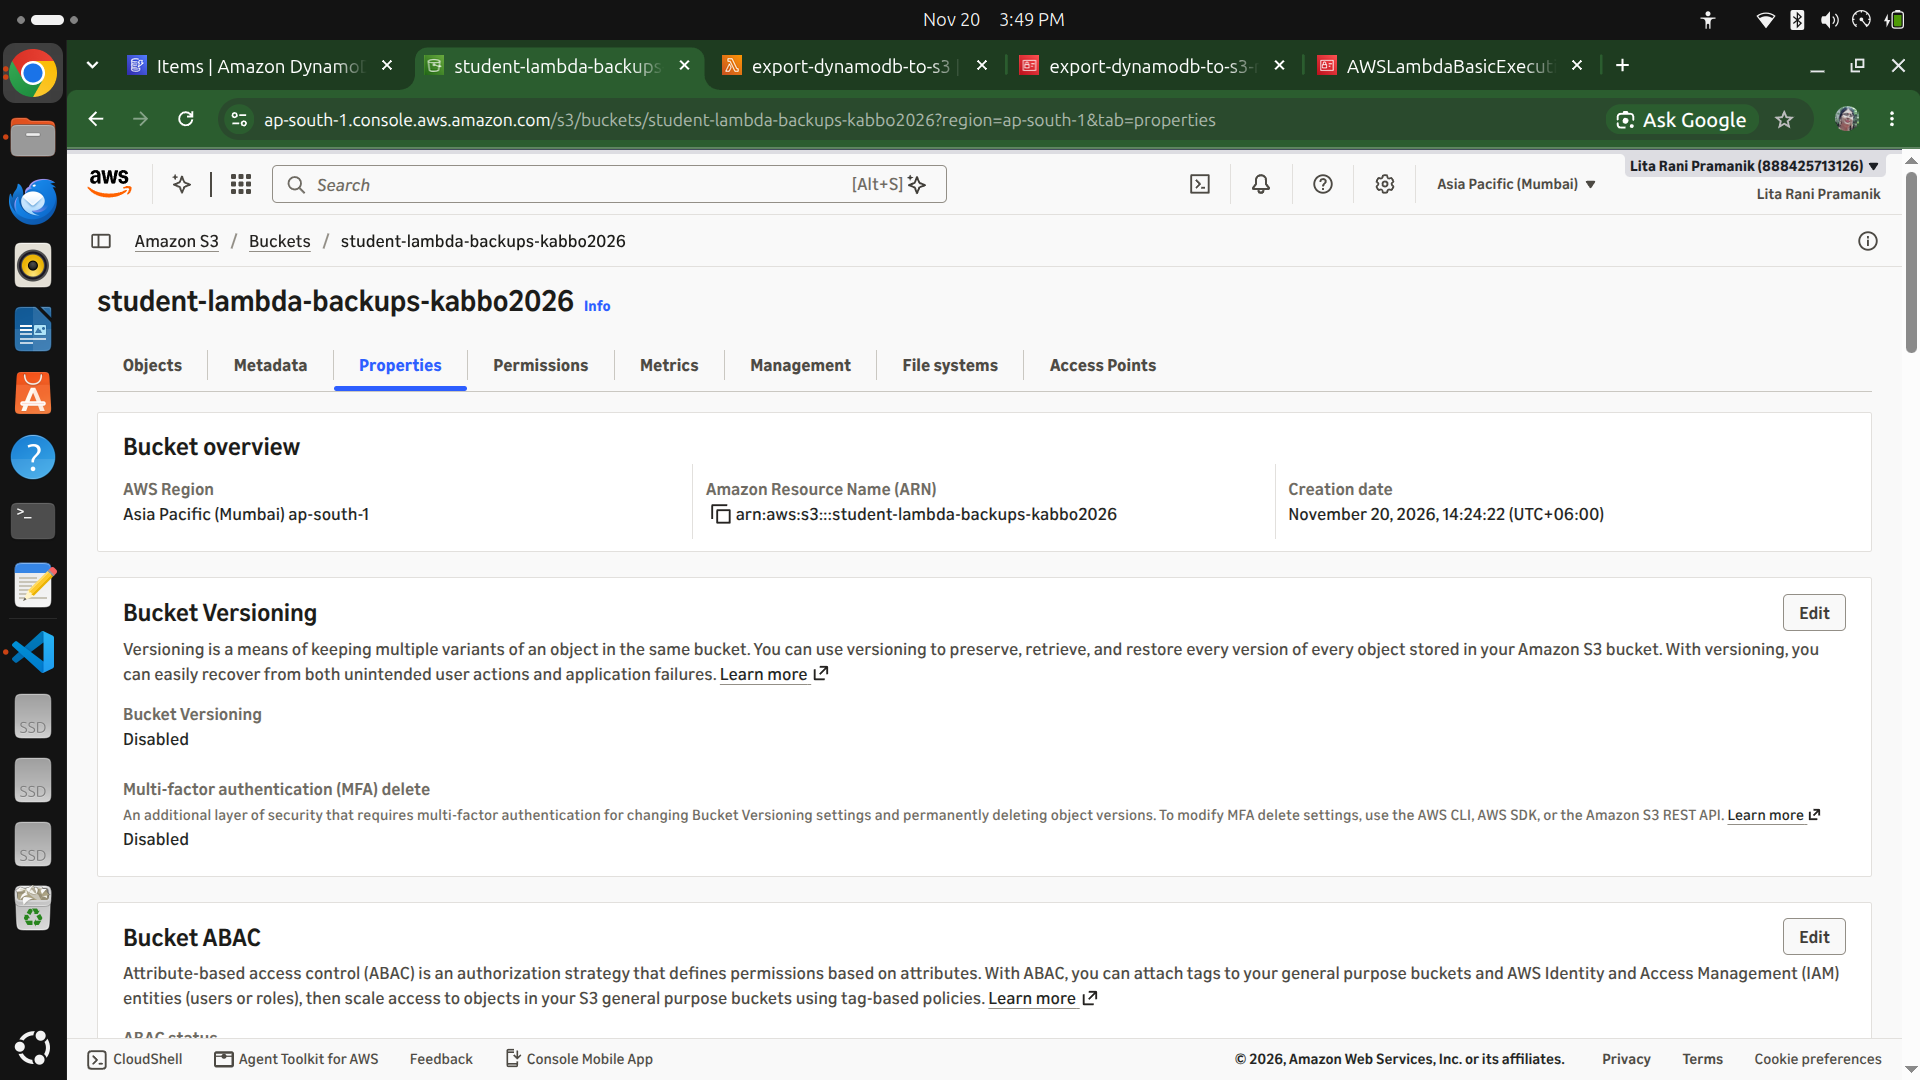 Nov 20 3:49 PM
Items | Amazon Dynamo
student-lambda-backups
export-dynamodb-to-s3
export-dynamodb-to-s3-
AWSLambdaBasicExecuti
ap-south-1.console.aws.amazon.com/s3/buckets/student-lambda-backups-kabbo2026?region=ap-south-1&tab=properties
Ask Google
aws
Search
[Alt+S]
Asia Pacific (Mumbai)
Lita Rani Pramanik (888425713126)
Lita Rani Pramanik
Amazon S3 / Buckets / student-lambda-backups-kabbo2026
student-lambda-backups-kabbo2026 Info
Objects
Metadata
Properties
Permissions
Metrics
Management
File systems
Access Points
Bucket overview
AWS Region
Asia Pacific (Mumbai) ap-south-1
Amazon Resource Name (ARN)
arn:aws:s3:::student-lambda-backups-kabbo2026
Creation date
November 20, 2026, 14:24:22 (UTC+06:00)
Bucket Versioning
Edit
Versioning is a means of keeping multiple variants of an object in the same bucket. You can use versioning to preserve, retrieve, and restore every version of every object stored in your Amazon S3 bucket. With versioning, you
can easily recover from both unintended user actions and application failures. Learn more
Bucket Versioning
Disabled
Multi-factor authentication (MFA) delete
An additional layer of security that requires multi-factor authentication for changing Bucket Versioning settings and permanently deleting object versions. To modify MFA delete settings, use the AWS CLI, AWS SDK, or the Amazon S3 REST API. Learn more
Disabled
Bucket ABAC
Edit
Attribute-based access control (ABAC) is an authorization strategy that defines permissions based on attributes. With ABAC, you can attach tags to your general purpose buckets and AWS Identity and Access Management (IAM)
entities (users or roles), then scale access to objects in your S3 general purpose buckets using tag-based policies. Learn more
ABAC status
SSD
SSD
SSD
CloudShell
Agent Toolkit for AWS
Feedback
Console Mobile App
© 2026, Amazon Web Services, Inc. or its affiliates.
Privacy
Terms
Cookie preferences